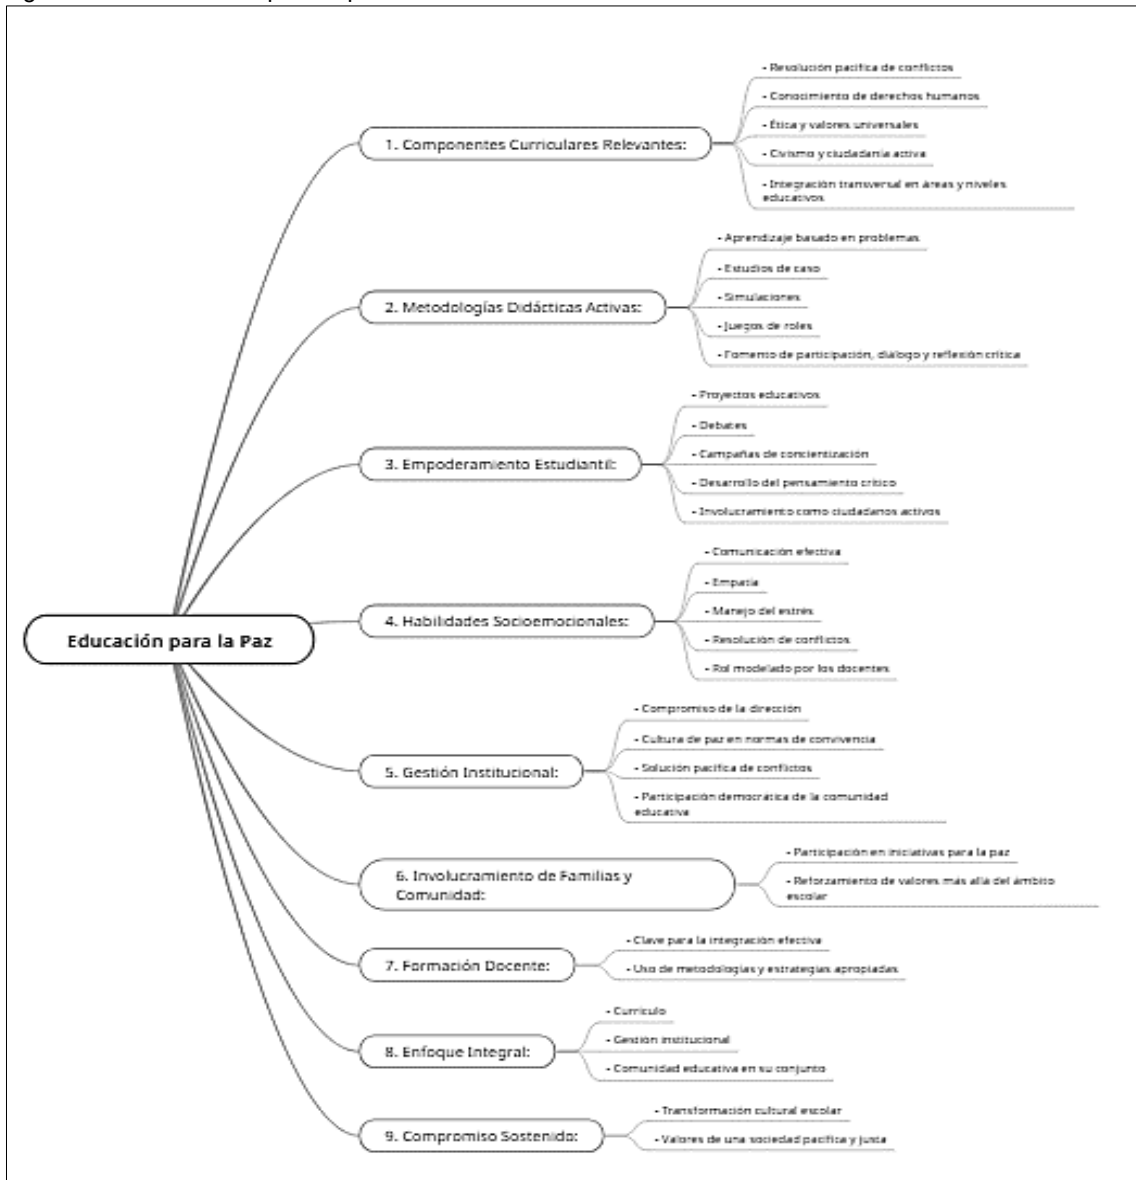 Educación para la Paz
1. Componentes Curriculares Relevantes:
- Resolución pacífica de conflictos
- Conocimiento de derechos humanos
- Ética y valores universales
- Civismo y ciudadanía activa
- Integración transversal en áreas y niveles
educativos
2. Metodologías Didácticas Activas:
- Aprendizaje basado en problemas
- Estudios de caso
- Simulaciones
- Juegos de roles
- Fomento de participación, diálogo y reflexión crítica
3. Empoderamiento Estudiantil:
- Proyectos educativos
- Debates
- Campañas de concientización
- Desarrollo del pensamiento crítico
- Involucramiento como ciudadanos activos
4. Habilidades Socioemocionales:
- Comunicación efectiva
- Empatía
- Manejo del estrés
- Resolución de conflictos
- Rol modelado por los docentes
5. Gestión Institucional:
- Compromiso de la dirección
- Cultura de paz en normas de convivencia
- Solución pacífica de conflictos
- Participación democrática de la comunidad
educativa
6. Involucramiento de Familias y
Comunidad:
- Participación en iniciativas para la paz
- Reforzamiento de valores más allá del ámbito
escolar
7. Formación Docente:
- Clave para la integración efectiva
- Uso de metodologías y estrategias apropiadas
8. Enfoque Integral:
- Currículo
- Gestión institucional
- Comunidad educativa en su conjunto
9. Compromiso Sostenido:
- Transformación cultural escolar
- Valores de una sociedad pacífica y justa